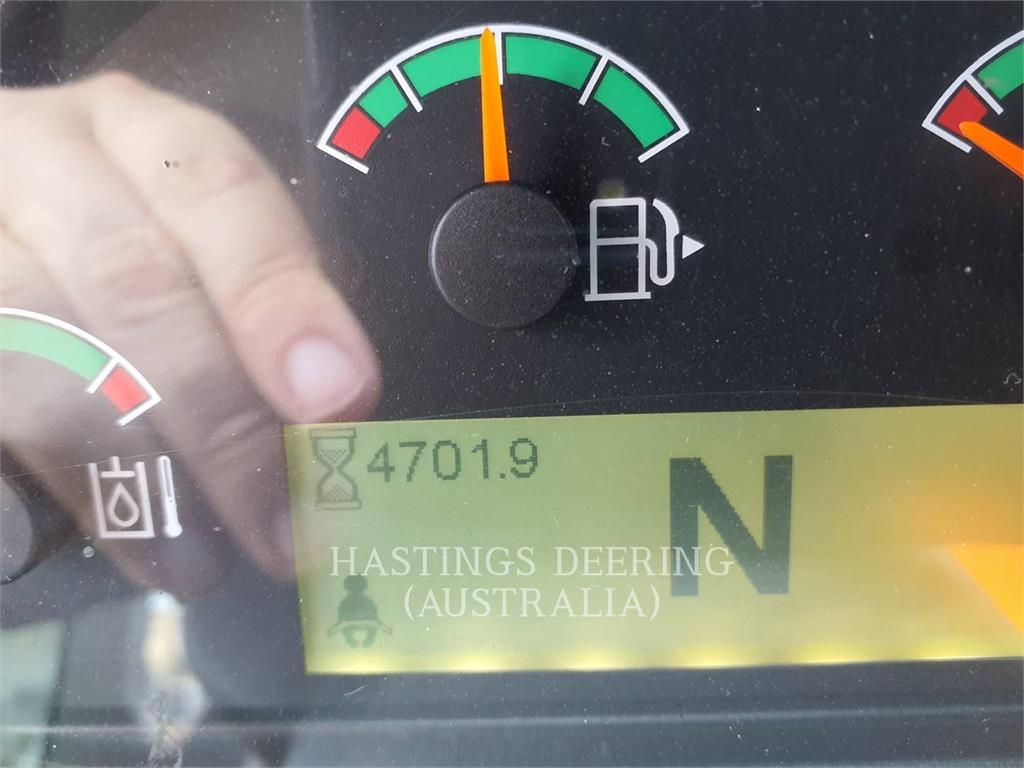 4701.9
N
HASTINGS DEERING
(AUSTRALIA)